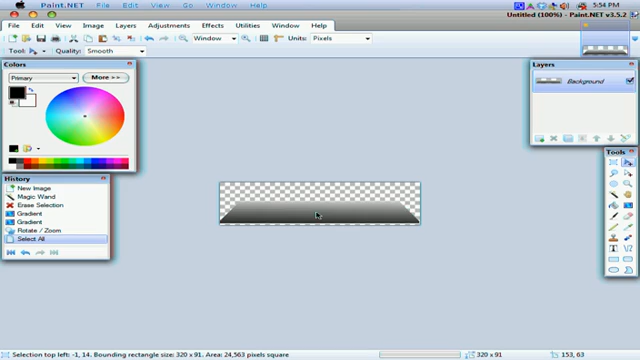 Paint.NET File Edit View Go Window Help
5:54 PM
Untitled (100%) - Paint.NET v3.5.2
File Edit View Image Layers Adjustments Effects Utilities Window Help
Window Units: Pixels
Tool: Quality: Smooth
Colors
Primary More >>
Layers
Background
Tools
History
New Image
Magic Wand
Erase Selection
Gradient
Gradient
Rotate / Zoom
Select All
Selection top left: -1, 14. Bounding rectangle size: 320 x 91. Area: 24,563 pixels square
320 x 91
153, 63